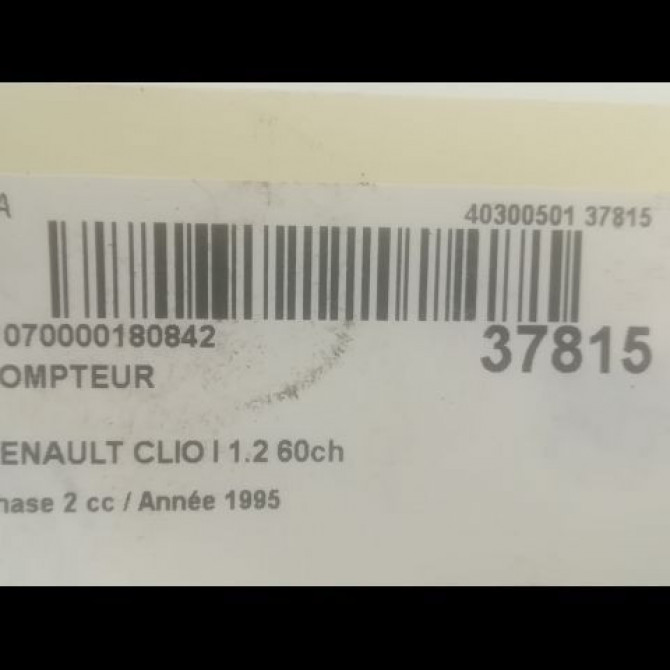 A
40300501 37815
070000180842
37815
OMPTEUR
ENAULT CLIO I 1.2 60ch
hase 2 cc / Année 1995